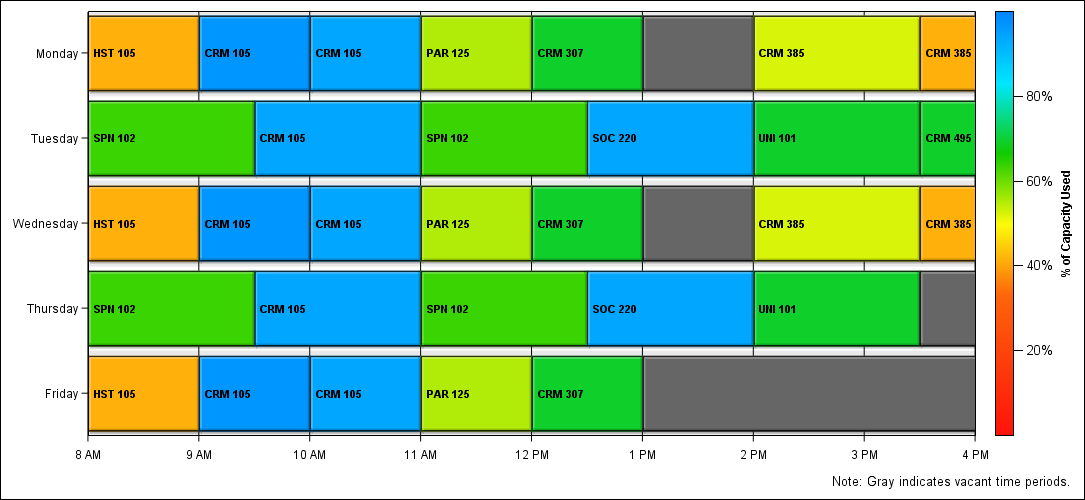 Monday
HST 105
CRM 105
CRM 105
PAR 125
CRM 307
CRM 385
CRM 385
Tuesday
SPN 102
CRM 105
SPN 102
SOC 220
UNI 101
CRM 495
Wednesday
HST 105
CRM 105
CRM 105
PAR 125
CRM 307
CRM 385
CRM 385
Thursday
SPN 102
CRM 105
SPN 102
SOC 220
UNI 101
Friday
HST 105
CRM 105
CRM 105
PAR 125
CRM 307
8 AM
9 AM
10 AM
11 AM
12 PM
1 PM
2 PM
3 PM
4 PM
80%
60%
40%
20%
% of Capacity Used
Note: Gray indicates vacant time periods.